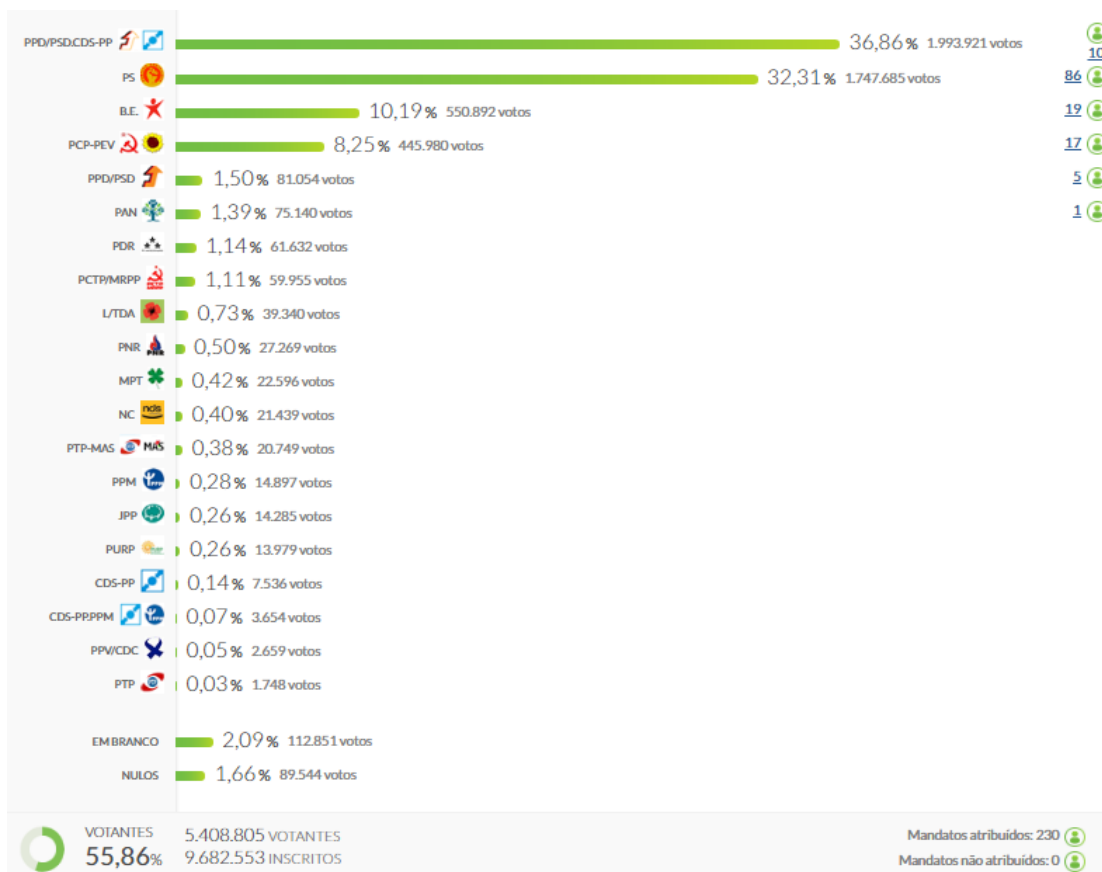 PPD/PSD.CDS-PP 36,86% 1.993.921 votos 10
PS 32,31% 1.747.685 votos 86
B.E. 10,19% 550.892 votos 19
PCP-PEV 8,25% 445.980 votos 17
PPD/PSD 1,50% 81.054 votos 5
PAN 1,39% 75.140 votos 1
PDR 1,14% 61.632 votos
PCTP/MRPP 1,11% 59.955 votos
L/TDA 0,73% 39.340 votos
PNR PNR 0,50% 27.269 votos
MPT 0,42% 22.596 votos
NC nds 0,40% 21.439 votos
PTP-MAS MAS 0,38% 20.749 votos
PPM 0,28% 14.897 votos
JPP 0,26% 14.285 votos
PURP 0,26% 13.979 votos
CDS-PP 0,14% 7.536 votos
CDS-PP.PPM 0,07% 3.654 votos
PPV/CDC 0,05% 2.659 votos
PTP 0,03% 1.748 votos
EM BRANCO 2,09% 112.851 votos
NULOS 1,66% 89.544 votos
VOTANTES 5.408.805 VOTANTES Mandatos atribuídos: 230
55,86% 9.682.553 INSCRITOS Mandatos não atribuídos: 0